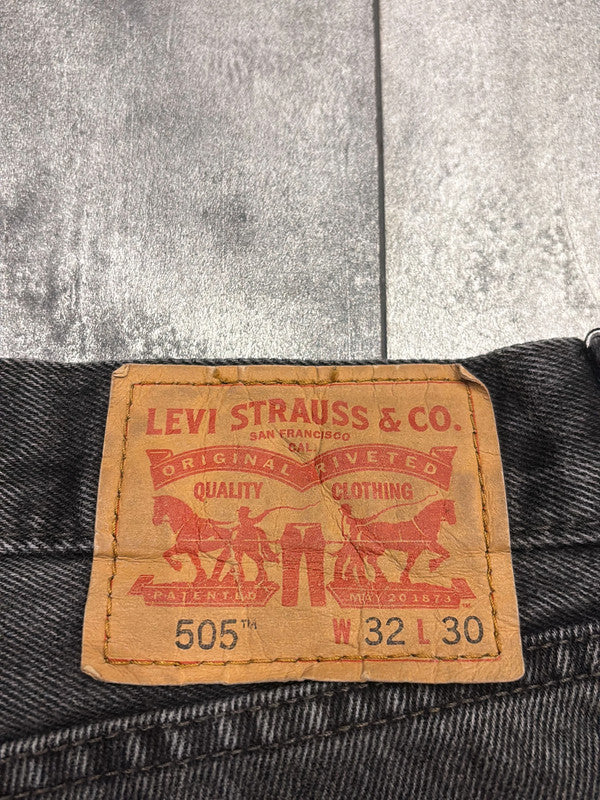 LEVI STRAUSS & CO.
SAN FRANCISCO
CAL.
ORIGINAL RIVETED
QUALITY CLOTHING
PATENTED MAY 20 1873
505™ W 32 L 30